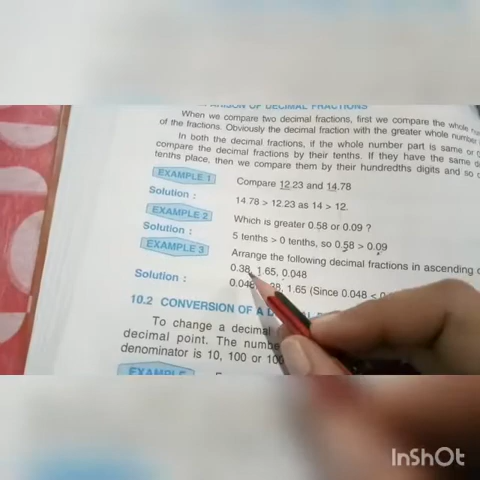 OF DECIMAL FRACTIONS
When we compare two decimal fractions, first we compare the whole
of the fractions. Obviously the decimal fraction with the greater whole number
In both the decimal fractions, if the whole number part is same or
compare the decimal fractions by their tenths. If they have the same
tenths place, then we compare them by their hundredths digits and so
EXAMPLE 1 Compare 12.23 and 14.78
Solution : 14.78 > 12.23 as 14 > 12.
EXAMPLE 2 Which is greater 0.58 or 0.09 ?
Solution : 5 tenths > 0 tenths, so 0.58 > 0.09
EXAMPLE 3 Arrange the following decimal fractions in ascending
0.38, 1.65, 0.048
Solution : 1.65 (Since 0.048 <
10.2 CONVERSION OF A
To change a decimal
decimal point. The
denominator is 10, 100 or
EXAMPLE
InShOt